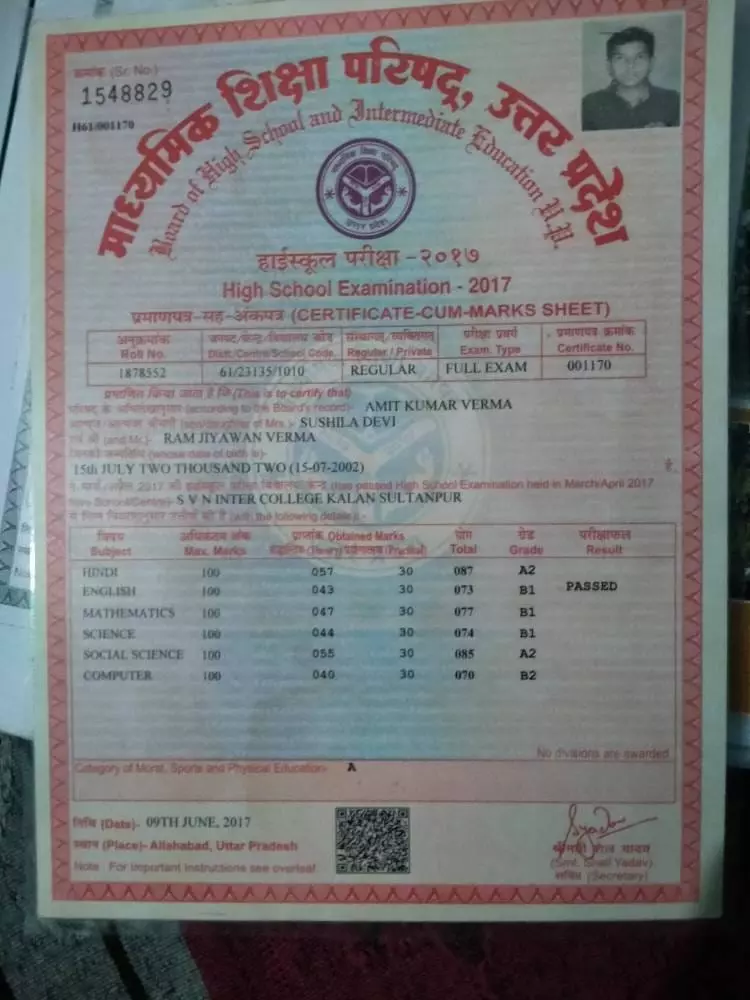 क्रमांक (Sr. No.)
1548829
H61/001170
माध्यमिक शिक्षा परिषद्, उत्तर प्रदेश
Board of High School and Intermediate Education U.P.
माध्यमिक शिक्षा परिषद्
उत्तर प्रदेश
हाईस्कूल परीक्षा - २०१७
High School Examination - 2017
प्रमाणपत्र-सह-अंकपत्र (CERTIFICATE-CUM-MARKS SHEET)
अनुक्रमांक जनपद/केन्द्र/विद्यालय कोड संस्थागत/व्यक्तिगत परीक्षा प्रवर्ग प्रमाणपत्र क्रमांक
Roll No. Distt./Centre/School Code Regular / Private Exam. Type Certificate No.
1878552 61/23135/1010 REGULAR FULL EXAM 001170
प्रमाणित किया जाता है कि (This is to certify that)
परिषद् के अभिलेखानुसार (according to the Board's record)- AMIT KUMAR VERMA
(son/daughter of Mrs.)- SUSHILA DEVI
एवं श्री (and Mr.)- RAM JIYAWAN VERMA
जिनकी जन्मतिथि (whose date of birth is)-
15th JULY TWO THOUSAND TWO (15-07-2002) है,
ने मार्च/अप्रैल 2017 की हाईस्कूल परीक्षा विद्यालय/केन्द्र (has passed High School Examination held in March/April 2017
from School/Centre)- S V N INTER COLLEGE KALAN SULTANPUR
से निम्न विवरणानुसार उत्तीर्ण की है (with the following details):-
विषय अधिकतम अंक प्राप्तांक Obtained Marks योग ग्रेड परीक्षाफल
Subject Max. Marks सैद्धान्तिक (Theory) प्रयोगात्मक (Practical) Total Grade Result
HINDI 100 057 30 087 A2
ENGLISH 100 043 30 073 B1 PASSED
MATHEMATICS 100 047 30 077 B1
SCIENCE 100 044 30 074 B1
SOCIAL SCIENCE 100 055 30 085 A2
COMPUTER 100 040 30 070 B2
No divisions are awarded
Category of Moral, Sports and Physical Education- A
तिथि (Date)- 09TH JUNE, 2017
स्थान (Place)- Allahabad, Uttar Pradesh
Note : For important instructions see overleaf
श्रीमती शैल यादव
(Smt. Shail Yadav)
सचिव (Secretary)